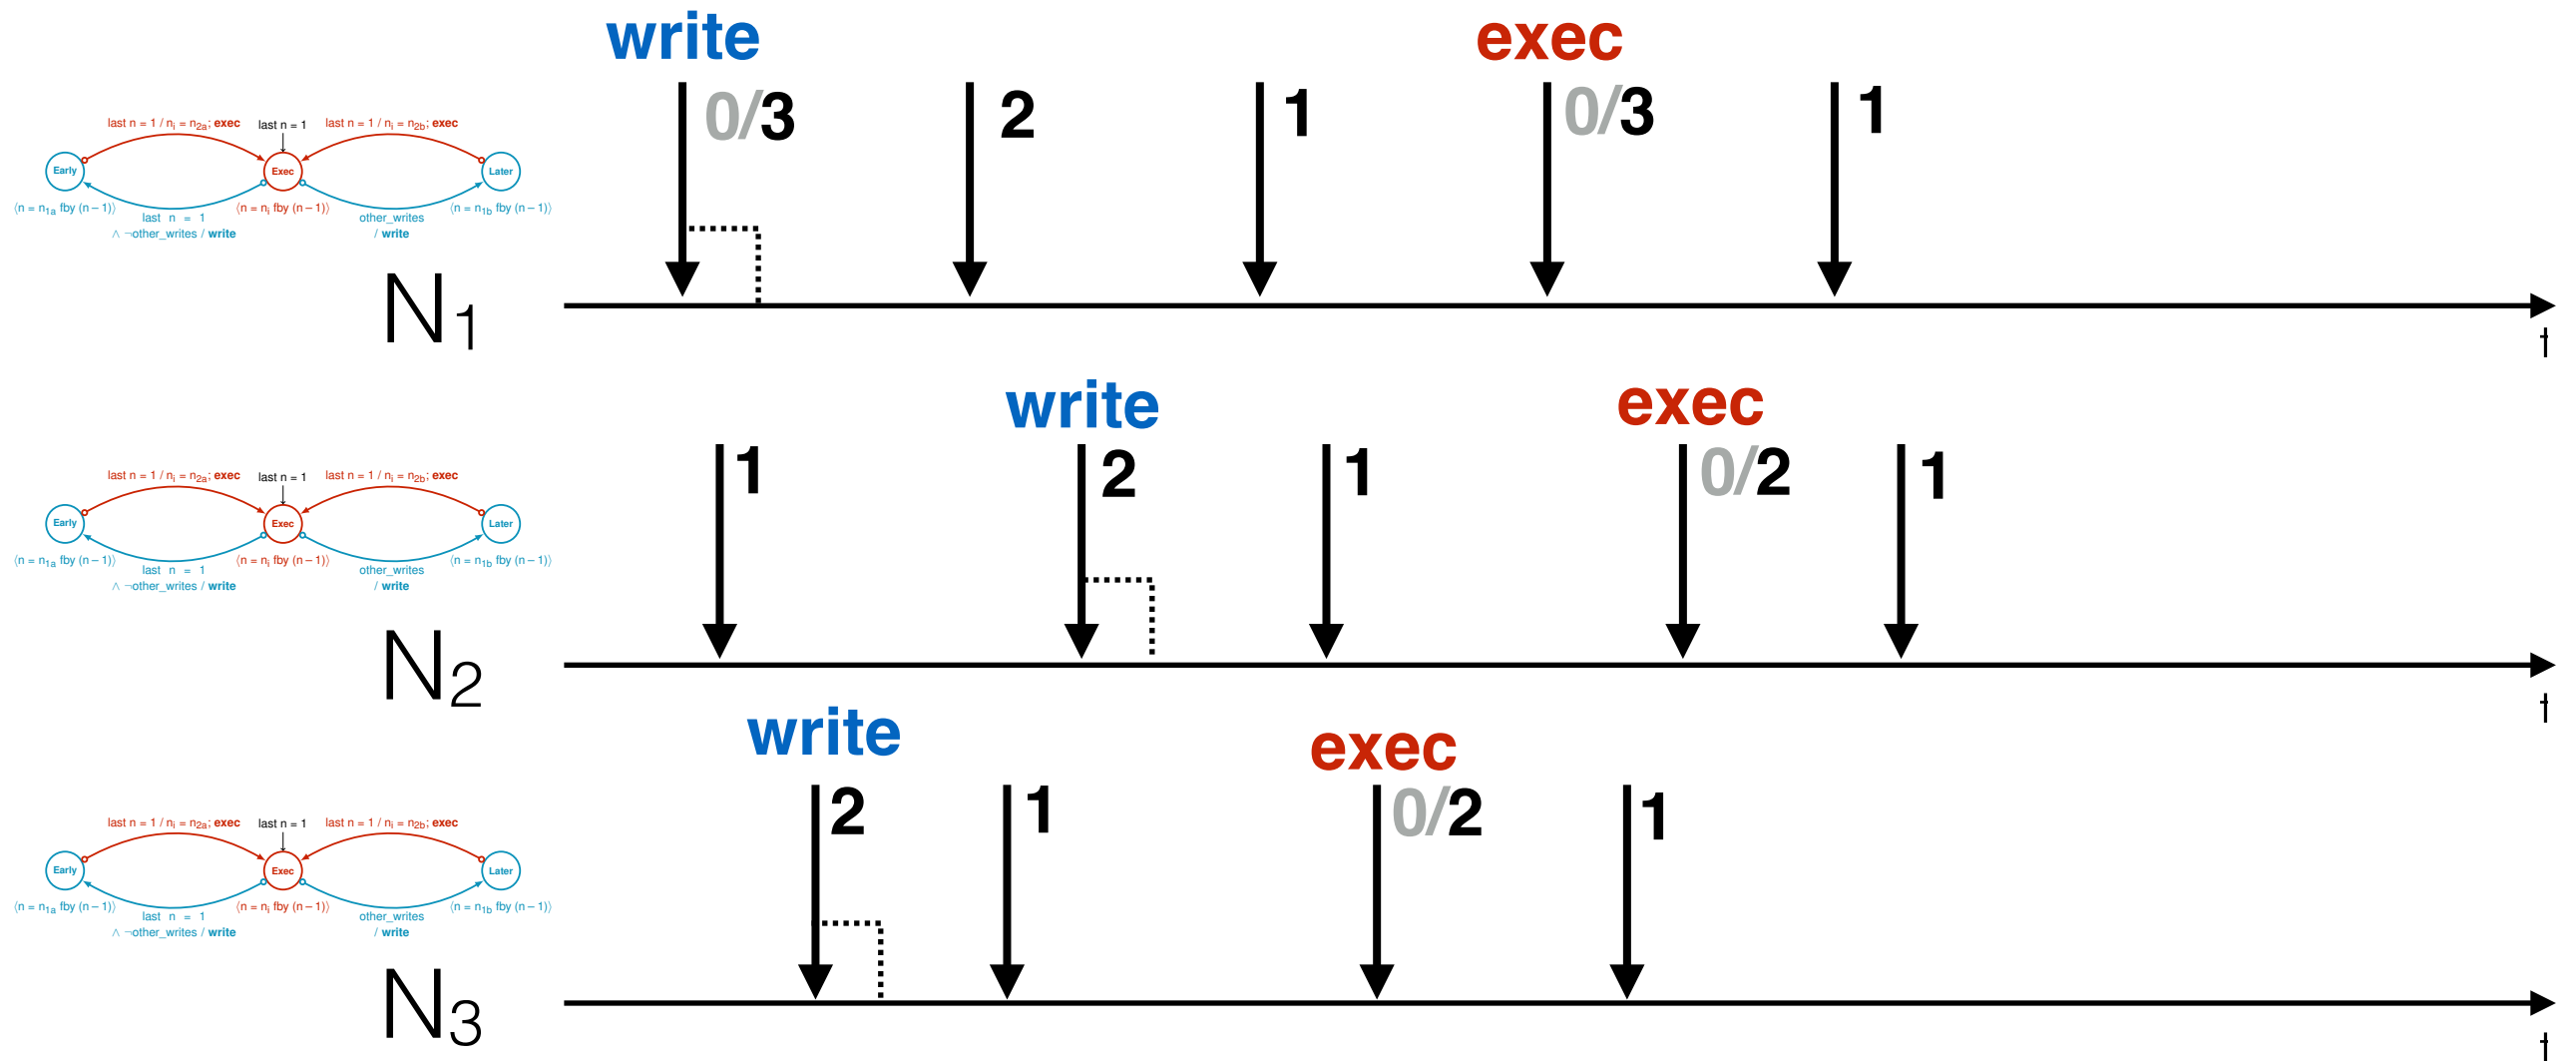 write exec
0/3 2 1 0/3 1
last n = 1 / nᵢ = n₂ₐ; exec last n = 1 last n = 1 / nᵢ = n₂b; exec
Early Exec Later
⟨n = n₁ₐ fby (n – 1)⟩ ⟨n = nᵢ fby (n – 1)⟩ ⟨n = n₁b fby (n – 1)⟩
last n = 1 other_writes
∧ ¬other_writes / write / write
N₁
t
write exec
1 2 1 0/2 1
last n = 1 / nᵢ = n₂ₐ; exec last n = 1 last n = 1 / nᵢ = n₂b; exec
Early Exec Later
⟨n = n₁ₐ fby (n – 1)⟩ ⟨n = nᵢ fby (n – 1)⟩ ⟨n = n₁b fby (n – 1)⟩
last n = 1 other_writes
∧ ¬other_writes / write / write
N₂
t
write exec
2 1 0/2 1
last n = 1 / nᵢ = n₂ₐ; exec last n = 1 last n = 1 / nᵢ = n₂b; exec
Early Exec Later
⟨n = n₁ₐ fby (n – 1)⟩ ⟨n = nᵢ fby (n – 1)⟩ ⟨n = n₁b fby (n – 1)⟩
last n = 1 other_writes
∧ ¬other_writes / write / write
N₃
t